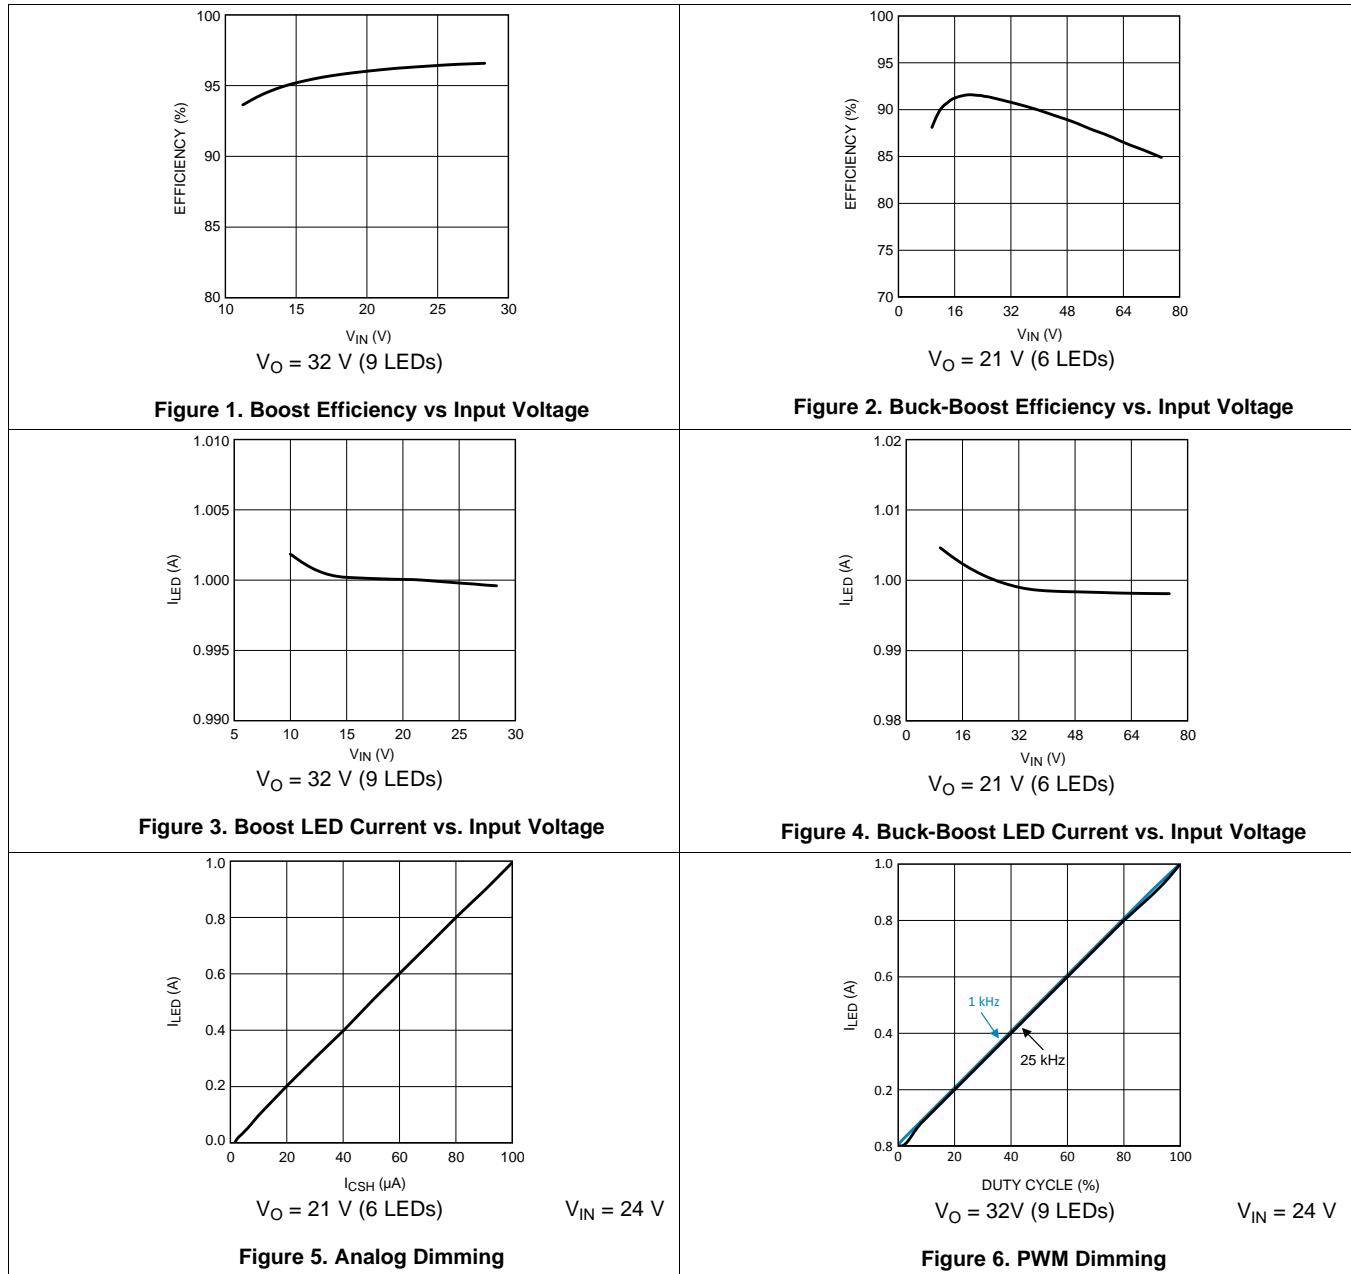 100
95
90
85
80
EFFICIENCY (%)
10 15 20 25 30
VIN (V)
VO = 32 V (9 LEDs)
Figure 1. Boost Efficiency vs Input Voltage
100
95
90
85
80
75
70
EFFICIENCY (%)
0 16 32 48 64 80
VIN (V)
VO = 21 V (6 LEDs)
Figure 2. Buck-Boost Efficiency vs. Input Voltage
1.010
1.005
1.000
0.995
0.990
ILED (A)
5 10 15 20 25 30
VIN (V)
VO = 32 V (9 LEDs)
Figure 3. Boost LED Current vs. Input Voltage
1.02
1.01
1.00
0.99
0.98
ILED (A)
0 16 32 48 64 80
VIN (V)
VO = 21 V (6 LEDs)
Figure 4. Buck-Boost LED Current vs. Input Voltage
1.0
0.8
0.6
0.4
0.2
0.0
ILED (A)
0 20 40 60 80 100
ICSH (µA)
VO = 21 V (6 LEDs) VIN = 24 V
Figure 5. Analog Dimming
1.0
0.8
0.6
0.4
0.2
0.8
ILED (A)
1 kHz
25 kHz
0 20 40 60 80 100
DUTY CYCLE (%)
VO = 32V (9 LEDs) VIN = 24 V
Figure 6. PWM Dimming